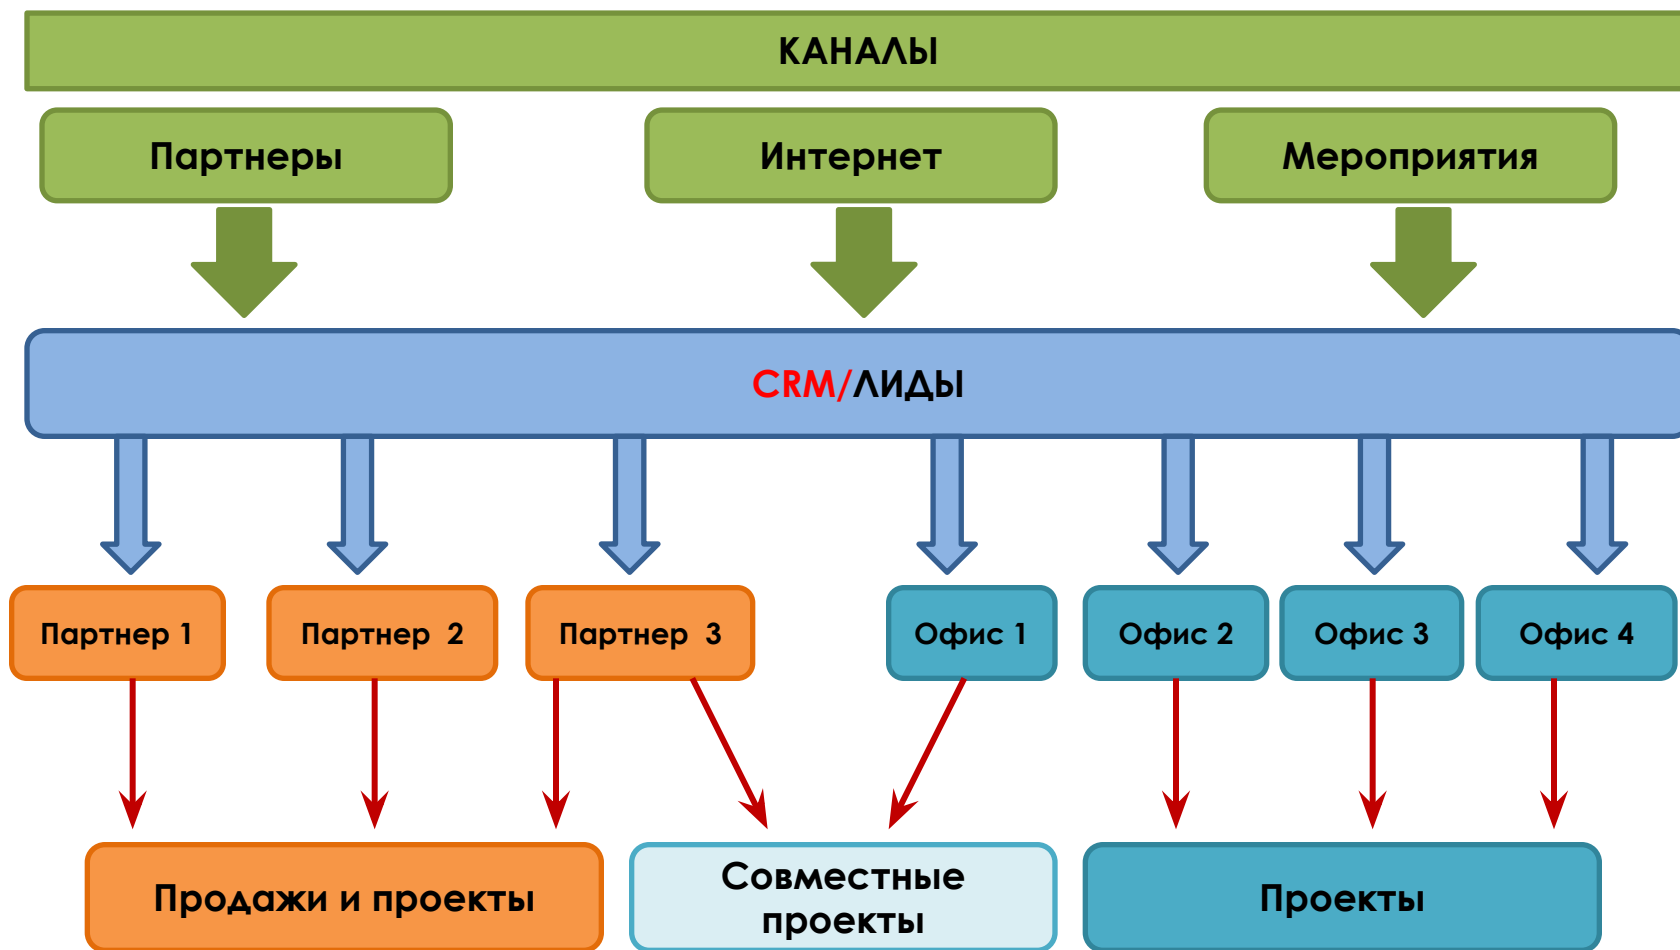 КАНАЛЫ
Партнеры
Интернет
Мероприятия
CRM/ЛИДЫ
Партнер 1
Партнер 2
Партнер 3
Офис 1
Офис 2
Офис 3
Офис 4
Продажи и проекты
Совместные
проекты
Проекты